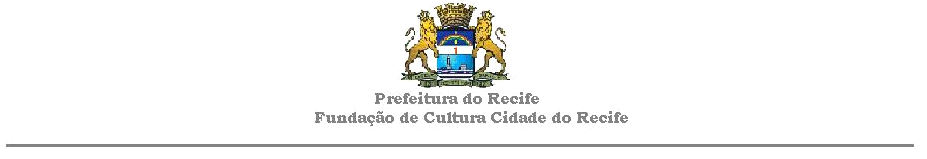 Prefeitura do Recife
Fundação de Cultura Cidade do Recife